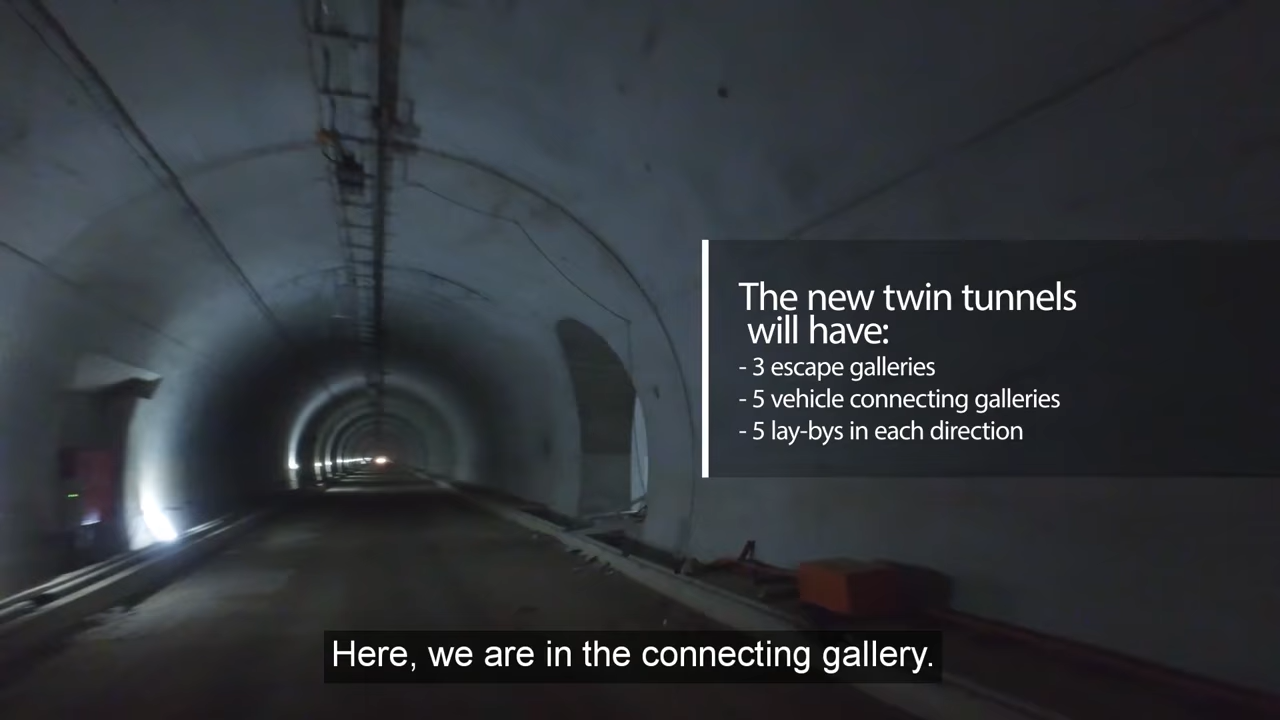 The new twin tunnels
will have:
- 3 escape galleries
- 5 vehicle connecting galleries
- 5 lay-bys in each direction
Here, we are in the connecting gallery.